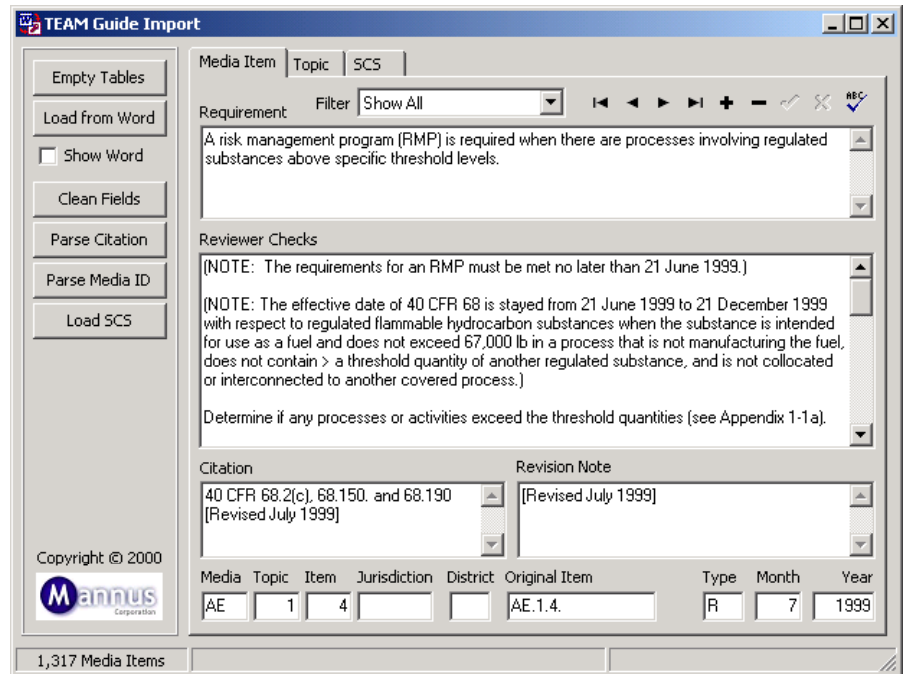 TEAM Guide Import
Empty Tables
Load from Word
Show Word
Clean Fields
Parse Citation
Parse Media ID
Load SCS
Copyright © 2000
Mannus
Corporation
Media Item
Topic
SCS
Requirement
Filter
Show All
ABC
A risk management program (RMP) is required when there are processes involving regulated
substances above specific threshold levels.
Reviewer Checks
(NOTE:  The requirements for an RMP must be met no later than 21 June 1999.)
(NOTE: The effective date of 40 CFR 68 is stayed from 21 June 1999 to 21 December 1999
with respect to regulated flammable hydrocarbon substances when the substance is intended
for use as a fuel and does not exceed 67,000 lb in a process that is not manufacturing the fuel,
does not contain > a threshold quantity of another regulated substance, and is not collocated
or interconnected to another covered process.)
Determine if any processes or activities exceed the threshold quantities (see Appendix 1-1a).
Citation
40 CFR 68.2(c), 68.150. and 68.190
[Revised July 1999]
Revision Note
[Revised July 1999]
Media Topic Item Jurisdiction District Original Item Type Month Year
AE 1 4 AE.1.4. R 7 1999
1,317 Media Items